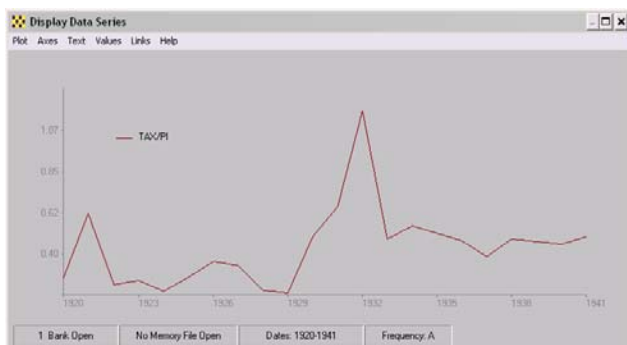 Display Data Series
Plot Axes Text Values Links Help
1.07
TAX/PI
0.85
0.62
0.40
1920 1923 1926 1929 1932 1935 1938 1941
1 Bank Open No Memory File Open Dates: 1920-1941 Frequency: A